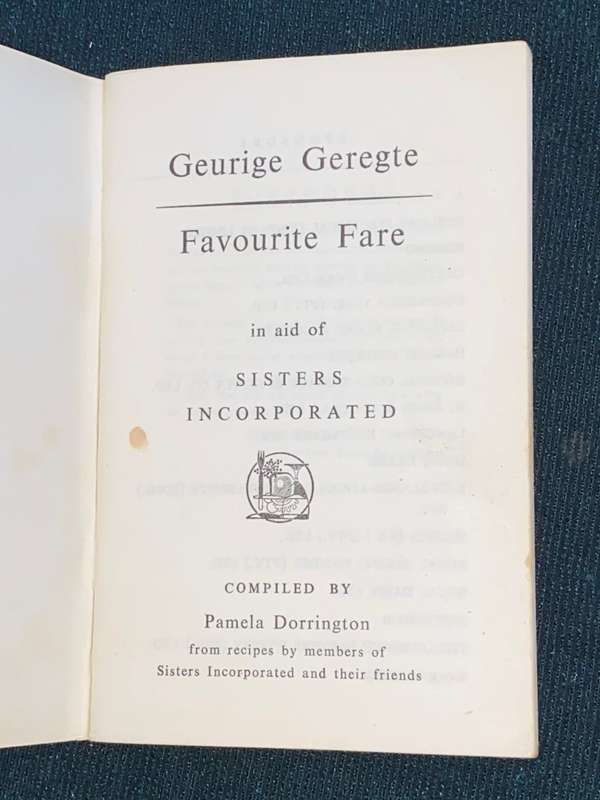 Geurige Geregte
Favourite Fare
in aid of
SISTERS
INCORPORATED
COMPILED BY
Pamela Dorrington
from recipes by members of
Sisters Incorporated and their friends